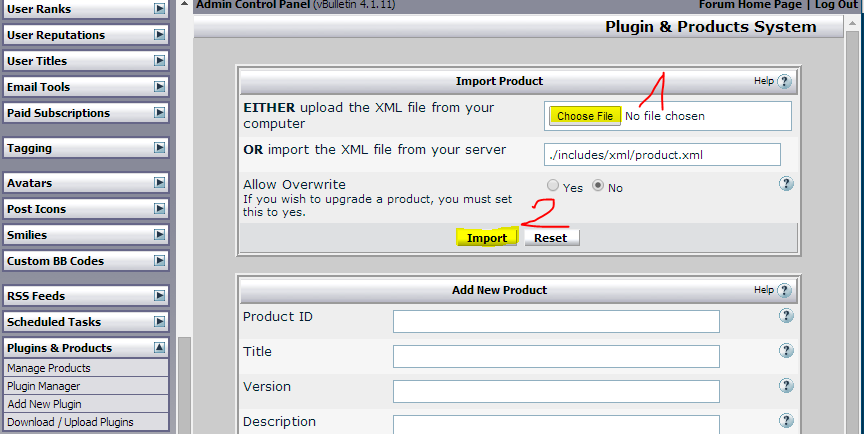 User Ranks
User Reputations
User Titles
Email Tools
Paid Subscriptions
Tagging
Avatars
Post Icons
Smilies
Custom BB Codes
RSS Feeds
Scheduled Tasks
Plugins & Products
Manage Products
Plugin Manager
Add New Plugin
Download / Upload Plugins
Admin Control Panel (vBulletin 4.1.11)
Forum Home Page | Log Out
Plugin & Products System
Import Product
Help ?
1
EITHER upload the XML file from your
computer
Choose File No file chosen
OR import the XML file from your server
./includes/xml/product.xml
Allow Overwrite
If you wish to upgrade a product, you must set
this to yes.
Yes No
?
2
Import Reset
Add New Product
Help ?
Product ID
?
Title
?
Version
?
Description
?